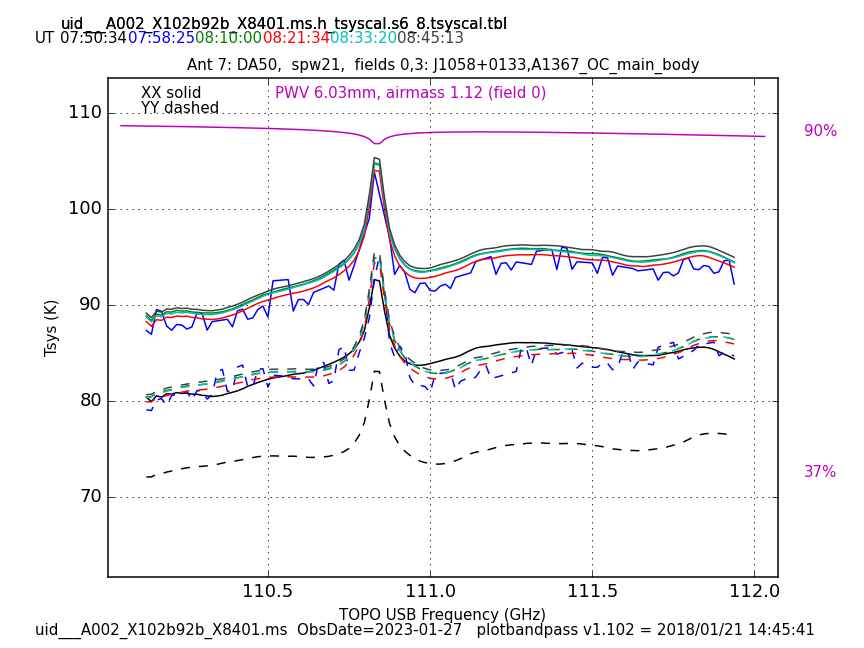 uid___A002_X102b92b_X8401.ms.h_tsyscal.s6_8.tsyscal.tbl
UT 07:50:34 07:58:25 08:10:00 08:21:34 08:33:20 08:45:13
Ant 7: DA50,  spw21,  fields 0,3: J1058+0133,A1367_OC_main_body
XX solid
YY dashed
PWV 6.03mm, airmass 1.12 (field 0)
110
100
90
80
70
Tsys (K)
90%
37%
110.5 111.0 111.5 112.0
TOPO USB Frequency (GHz)
uid___A002_X102b92b_X8401.ms  ObsDate=2023-01-27   plotbandpass v1.102 = 2018/01/21 14:45:41